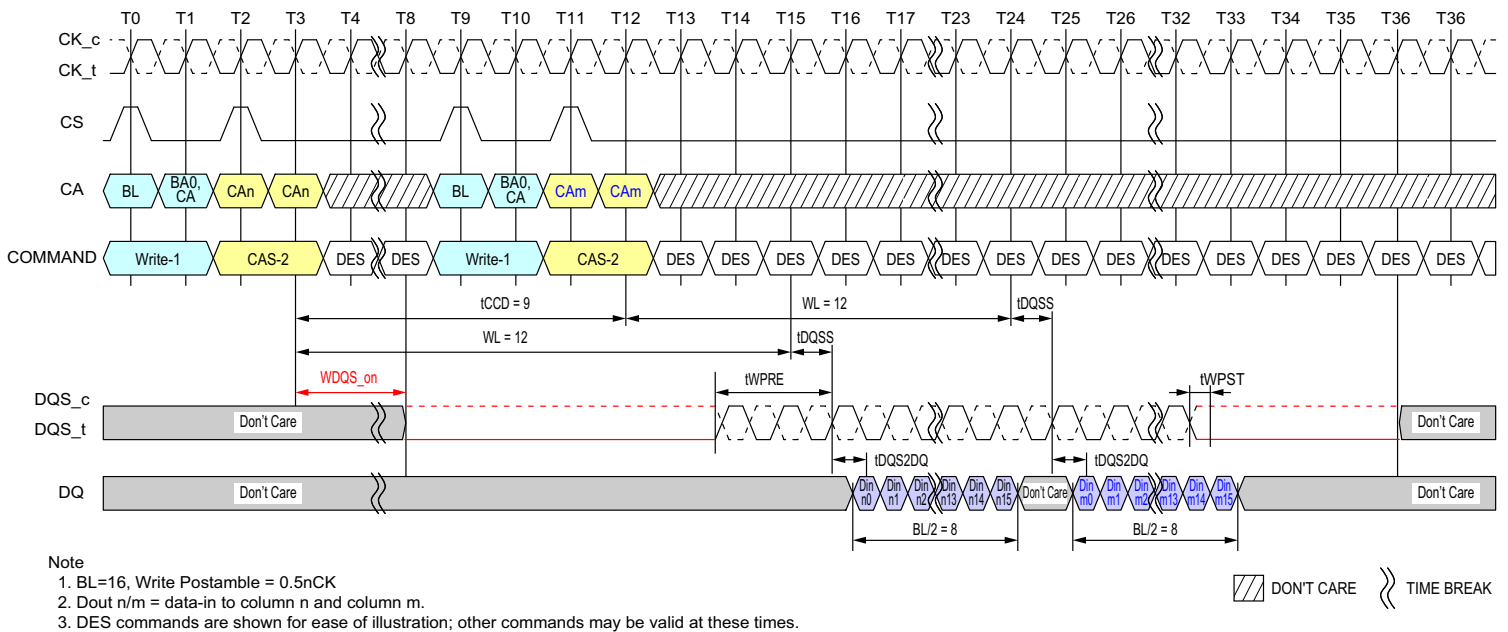 T0 T1 T2 T3 T4 T8 T9 T10 T11 T12 T13 T14 T15 T16 T17 T23 T24 T25 T26 T32 T33 T34 T35 T36 T36
CK_c
CK_t
CS
CA BL BA0, CA CAn CAn BL BA0, CA CAm CAm
COMMAND Write-1 CAS-2 DES DES Write-1 CAS-2 DES DES DES DES DES DES DES DES DES DES DES DES DES DES DES
tCCD = 9 WL = 12 tDQSS
WL = 12 tDQSS
WDQS_on tWPRE tWPST
DQS_c
DQS_t Don't Care Don't Care
tDQS2DQ tDQS2DQ
DQ Don't Care Din n0 Din n1 Din n2 Din n13 Din n14 Din n15 Don't Care Din m0 Din m1 Din m2 Din m13 Din m14 Din m15 Don't Care
BL/2 = 8 BL/2 = 8
Note
1. BL=16, Write Postamble = 0.5nCK
2. Dout n/m = data-in to column n and column m.
3. DES commands are shown for ease of illustration; other commands may be valid at these times.
DON'T CARE TIME BREAK